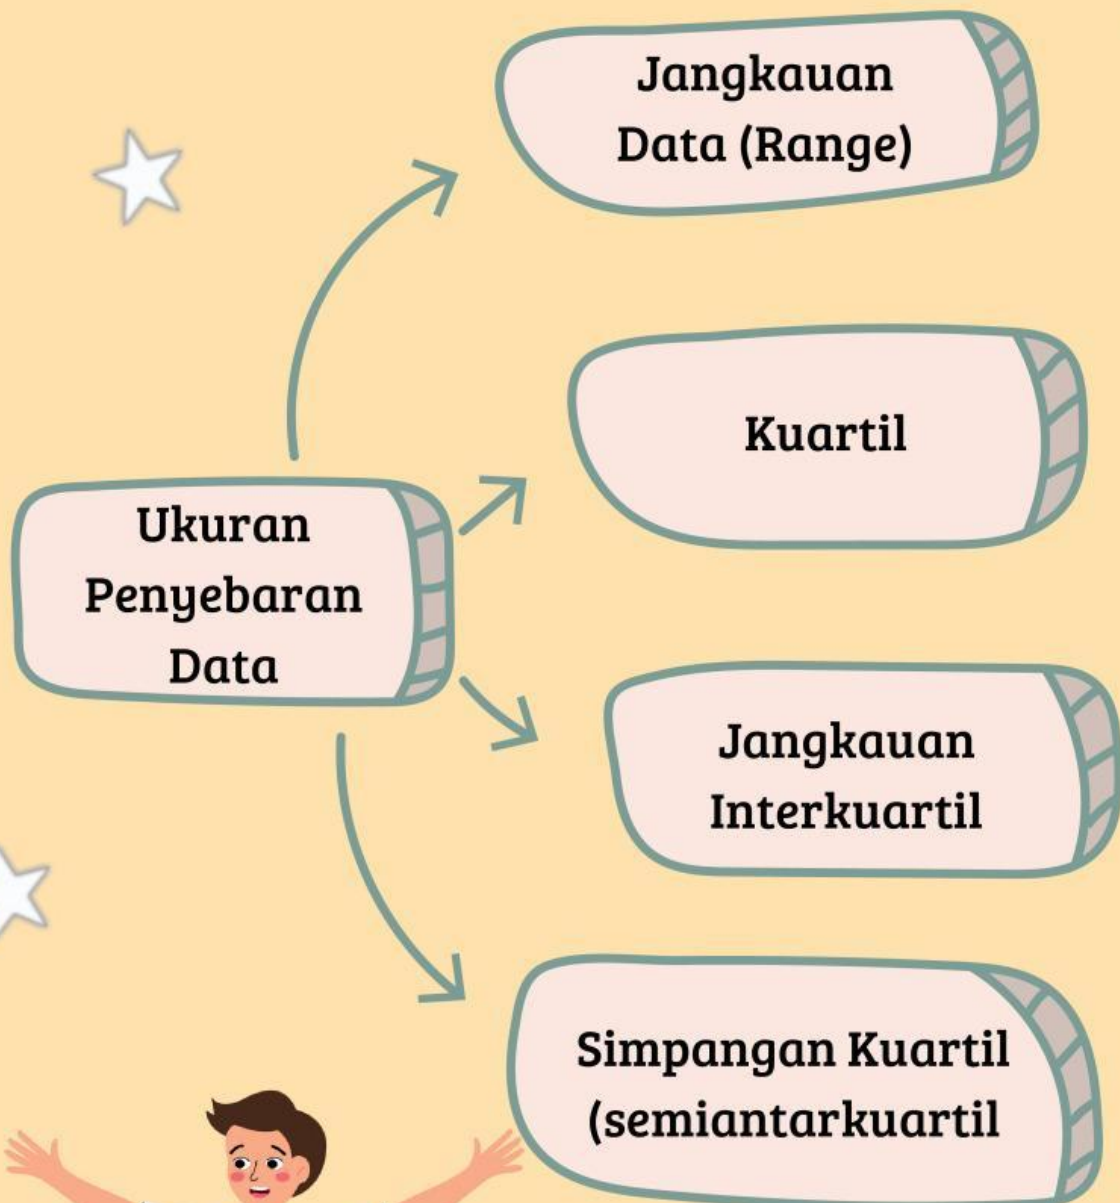 Jangkauan
Data (Range)
Kuartil
Ukuran
Penyebaran
Data
Jangkauan
Interkuartil
Simpangan Kuartil
(semiantarkuartil